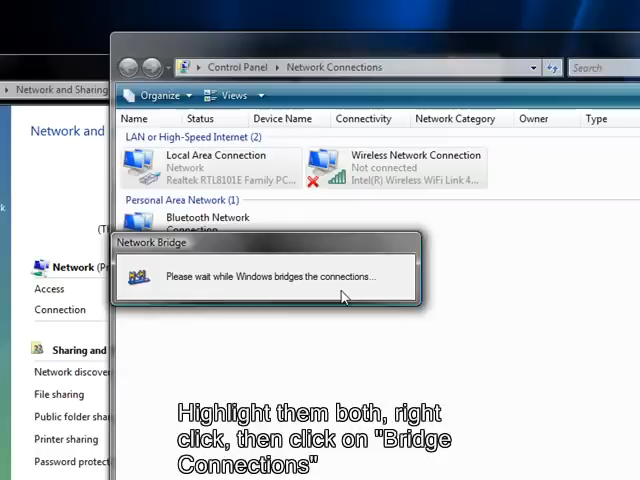 Control Panel ▸ Network Connections
Search
Network and Sharing
Organize Views
Name Status Device Name Connectivity Network Category Owner Type
Network and
LAN or High-Speed Internet (2)
Local Area Connection
Network
Realtek RTL8101E Family PC...
Wireless Network Connection
Not connected
Intel(R) Wireless WiFi Link 4...
Personal Area Network (1)
Bluetooth Network
Connection
(Th
Network Bridge
Please wait while Windows bridges the connections...
Network (Pr
Access
Connection
Sharing and
Network discover
File sharing
Public folder shar
Printer sharing
Password protect
Highlight them both, right
click, then click on "Bridge
Connections"